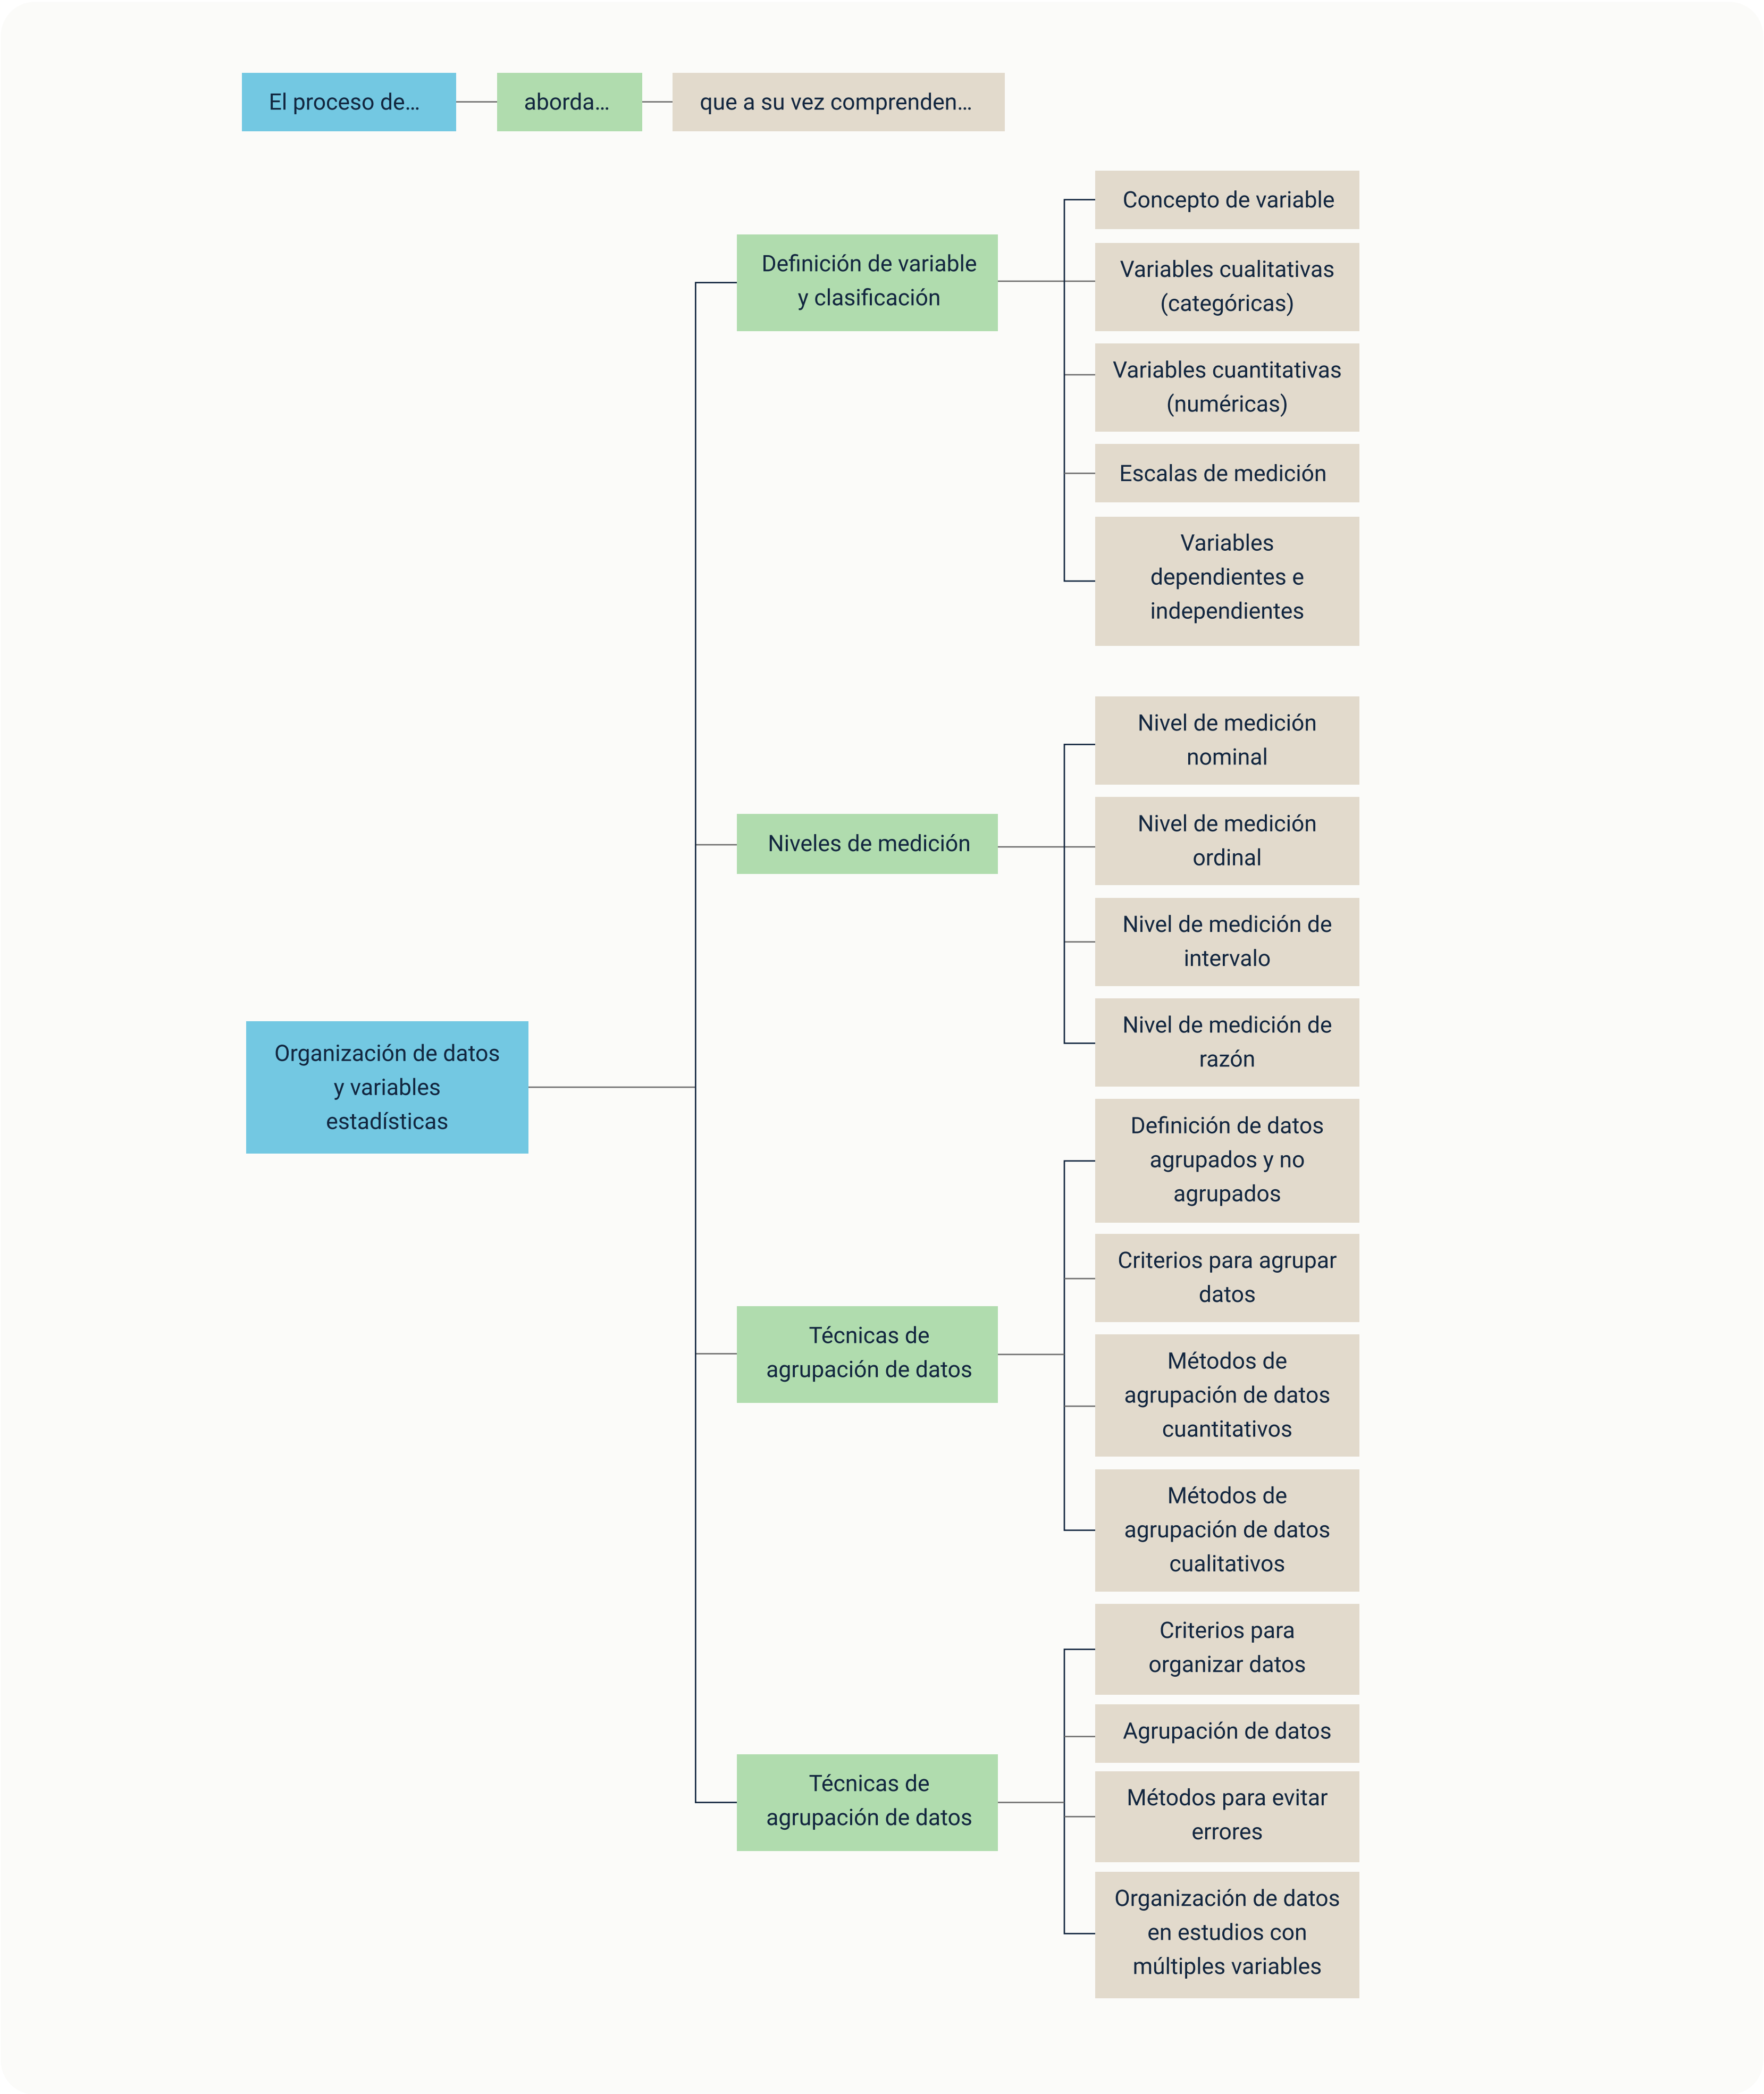 El proceso de...
aborda...
que a su vez comprenden...
Organización de datos
y variables
estadísticas
Definición de variable
y clasificación
Concepto de variable
Variables cualitativas
(categóricas)
Variables cuantitativas
(numéricas)
Escalas de medición
Variables
dependientes e
independientes
Niveles de medición
Nivel de medición
nominal
Nivel de medición
ordinal
Nivel de medición de
intervalo
Nivel de medición de
razón
Técnicas de
agrupación de datos
Definición de datos
agrupados y no
agrupados
Criterios para agrupar
datos
Métodos de
agrupación de datos
cuantitativos
Métodos de
agrupación de datos
cualitativos
Técnicas de
agrupación de datos
Criterios para
organizar datos
Agrupación de datos
Métodos para evitar
errores
Organización de datos
en estudios con
múltiples variables